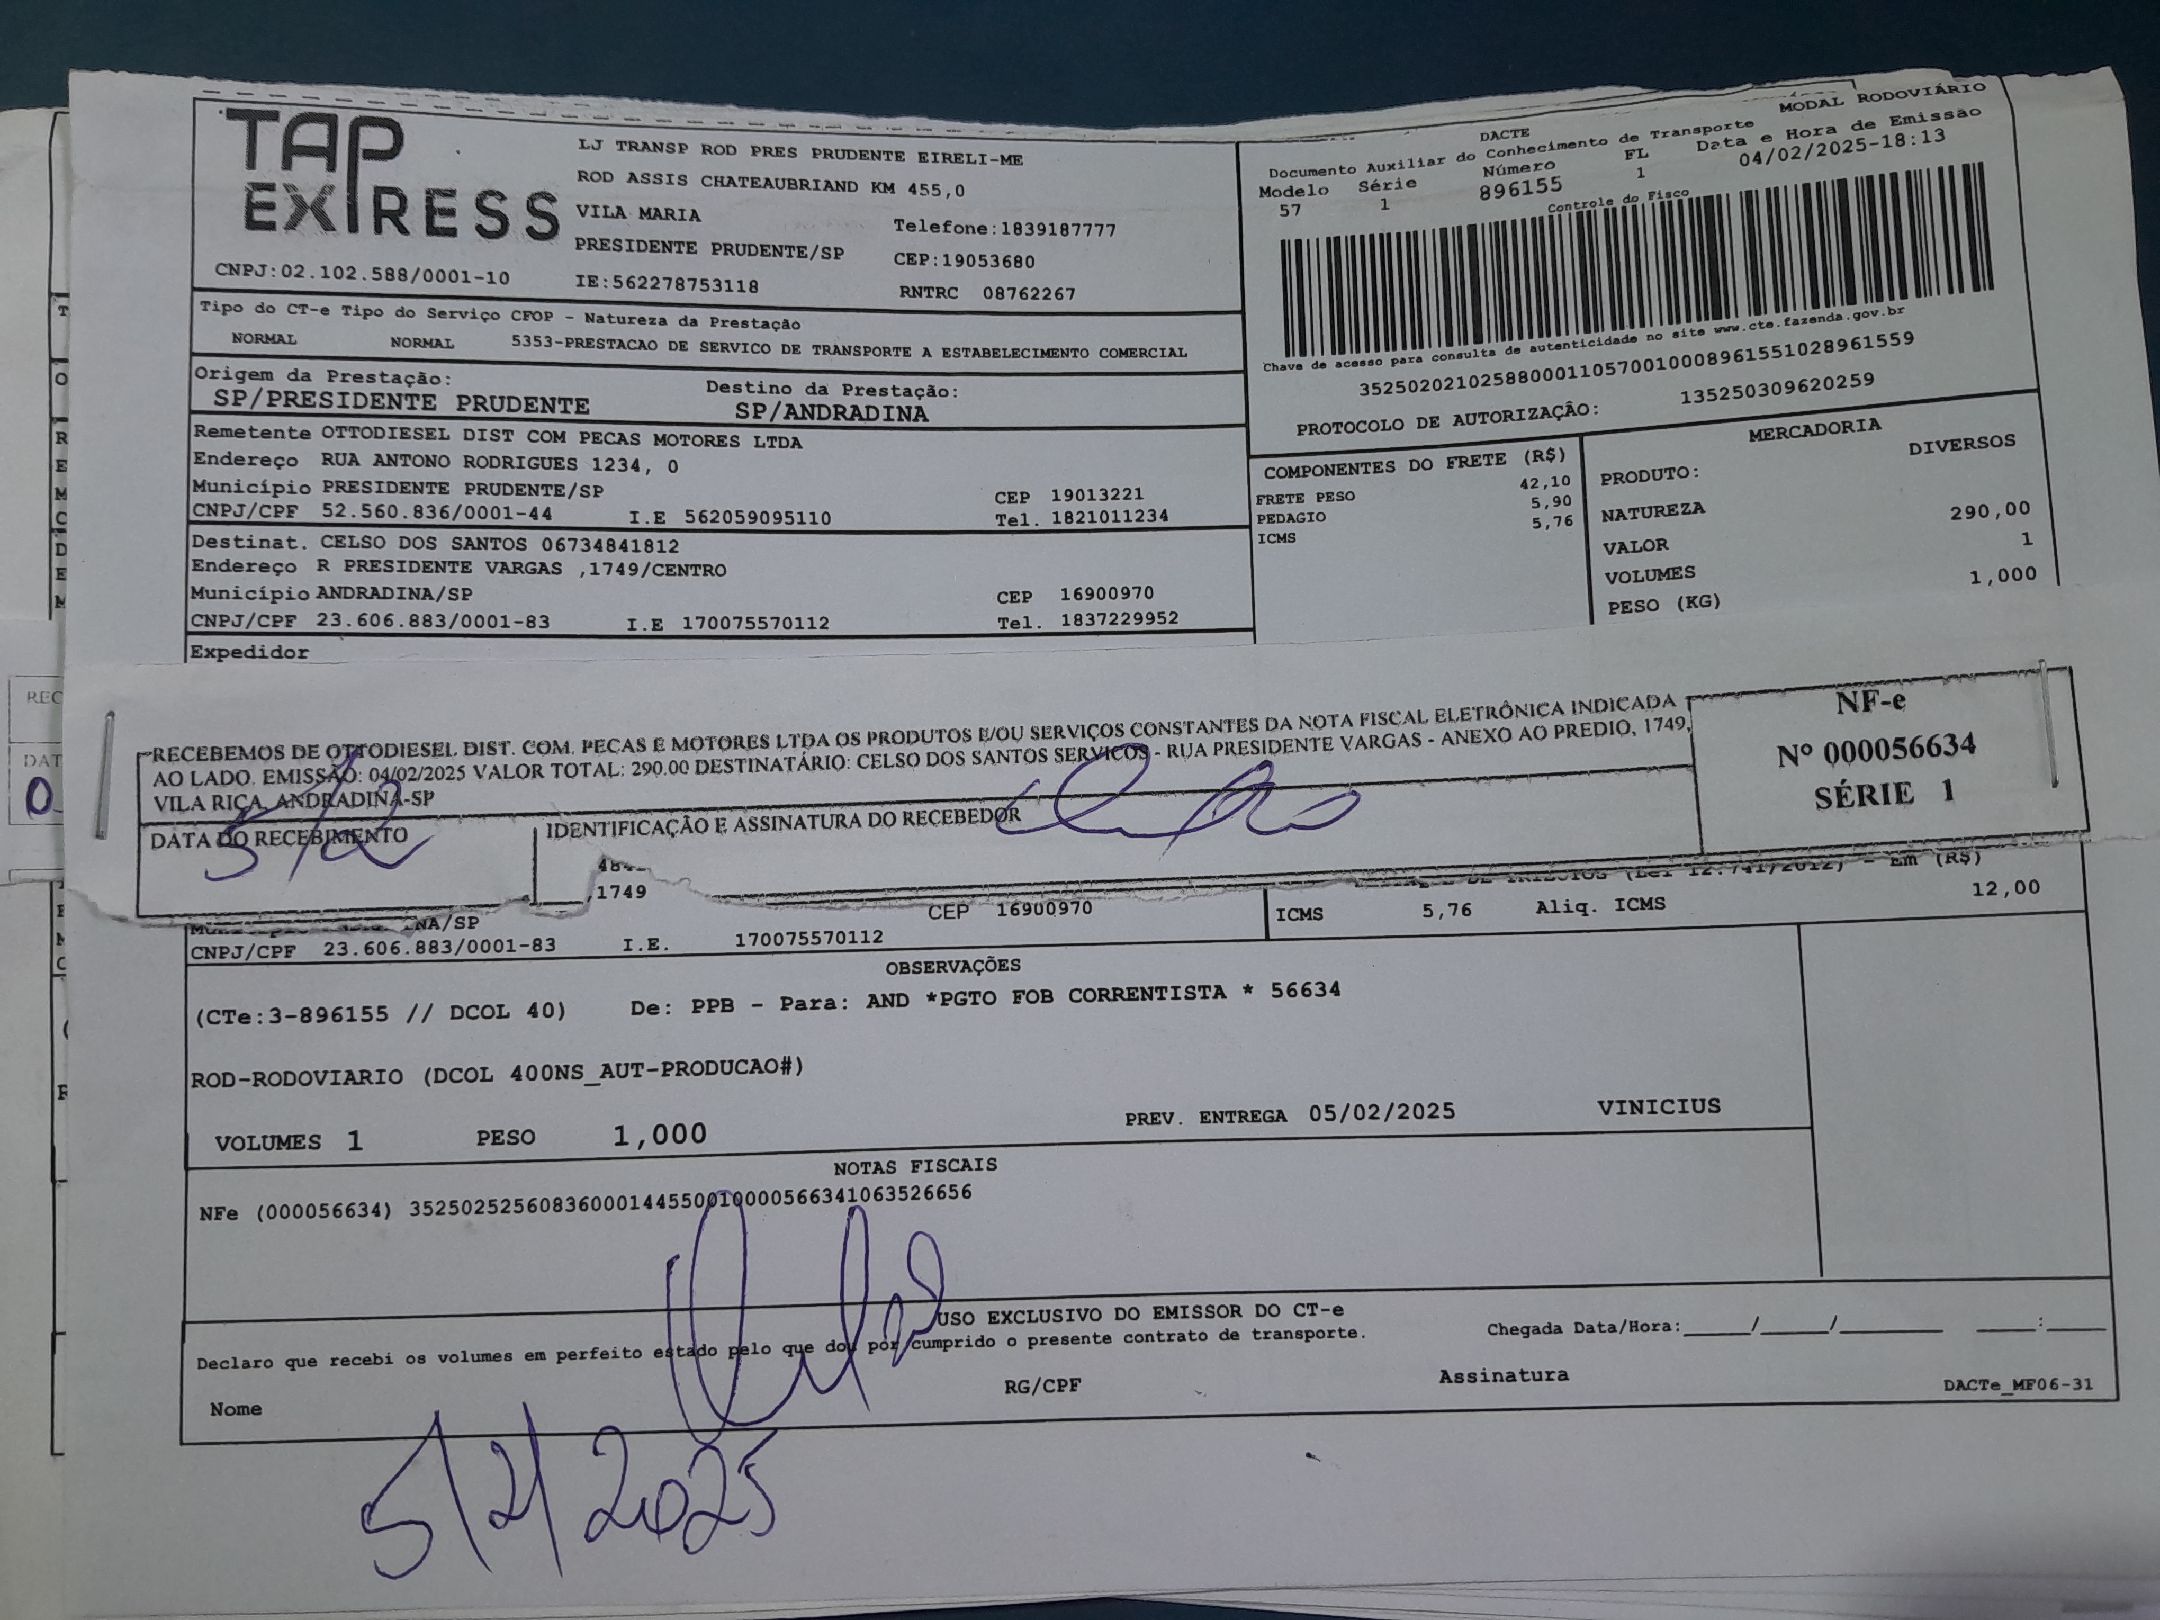 TAP
EXPRESS
LJ TRANSP ROD PRES PRUDENTE EIRELI-ME
ROD ASSIS CHATEAUBRIAND KM 455,0
VILA MARIA
Telefone:1839187777
PRESIDENTE PRUDENTE/SP
CEP:19053680
CNPJ:02.102.588/0001-10
IE:562278753118
RNTRC 08762267
DACTE
MODAL RODOVIÁRIO
Documento Auxiliar do Conhecimento de Transporte
Modelo Série Número FL Data e Hora de Emissão
57 1 896155 1 04/02/2025-18:13
Controle do Fisco
Chave de acesso para consulta de autenticidade no site www.cte.fazenda.gov.br
35250202102588000110570010008961551028961559
PROTOCOLO DE AUTORIZAÇÃO: 135250309620259
Tipo do CT-e Tipo do Serviço CFOP - Natureza da Prestação
NORMAL NORMAL 5353-PRESTACAO DE SERVICO DE TRANSPORTE A ESTABELECIMENTO COMERCIAL
Origem da Prestação: Destino da Prestação:
SP/PRESIDENTE PRUDENTE SP/ANDRADINA
Remetente OTTODIESEL DIST COM PECAS MOTORES LTDA
Endereço RUA ANTONO RODRIGUES 1234, 0
Município PRESIDENTE PRUDENTE/SP CEP 19013221
CNPJ/CPF 52.560.836/0001-44 I.E 562059095110 Tel. 1821011234
Destinat. CELSO DOS SANTOS 06734841812
Endereço R PRESIDENTE VARGAS ,1749/CENTRO
Município ANDRADINA/SP CEP 16900970
CNPJ/CPF 23.606.883/0001-83 I.E 170075570112 Tel. 1837229952
Expedidor
COMPONENTES DO FRETE (R$)
FRETE PESO 42,10
PEDAGIO 5,90
ICMS 5,76
MERCADORIA
PRODUTO: DIVERSOS
NATUREZA
VALOR 290,00
VOLUMES 1
PESO (KG) 1,000
RECEBEMOS DE OTTODIESEL DIST. COM. PECAS E MOTORES LTDA OS PRODUTOS E/OU SERVIÇOS CONSTANTES DA NOTA FISCAL ELETRÔNICA INDICADA
AO LADO. EMISSÃO: 04/02/2025 VALOR TOTAL: 290.00 DESTINATÁRIO: CELSO DOS SANTOS SERVICOS - RUA PRESIDENTE VARGAS - ANEXO AO PREDIO, 1749,
VILA RICA, ANDRADINA-SP
DATA DO RECEBIMENTO
5/2
IDENTIFICAÇÃO E ASSINATURA DO RECEBEDOR
NF-e
Nº 000056634
SÉRIE 1
,1749
NA/SP CEP 16900970
CNPJ/CPF 23.606.883/0001-83 I.E. 170075570112
(Lei 12.741/2012) - Em (R$)
ICMS 5,76 Aliq. ICMS 12,00
OBSERVAÇÕES
(CTe:3-896155 // DCOL 40) De: PPB - Para: AND *PGTO FOB CORRENTISTA * 56634
ROD-RODOVIARIO (DCOL 400NS_AUT-PRODUCAO#)
VOLUMES 1 PESO 1,000 PREV. ENTREGA 05/02/2025 VINICIUS
NOTAS FISCAIS
NFe (000056634) 35250252560836000144550010000566341063526656
USO EXCLUSIVO DO EMISSOR DO CT-e
Declaro que recebi os volumes em perfeito estado pelo que dou por cumprido o presente contrato de transporte.
Chegada Data/Hora:_____/_____/________ ____:_____
Nome RG/CPF Assinatura
DACTe_MF06-31
5/2/2025